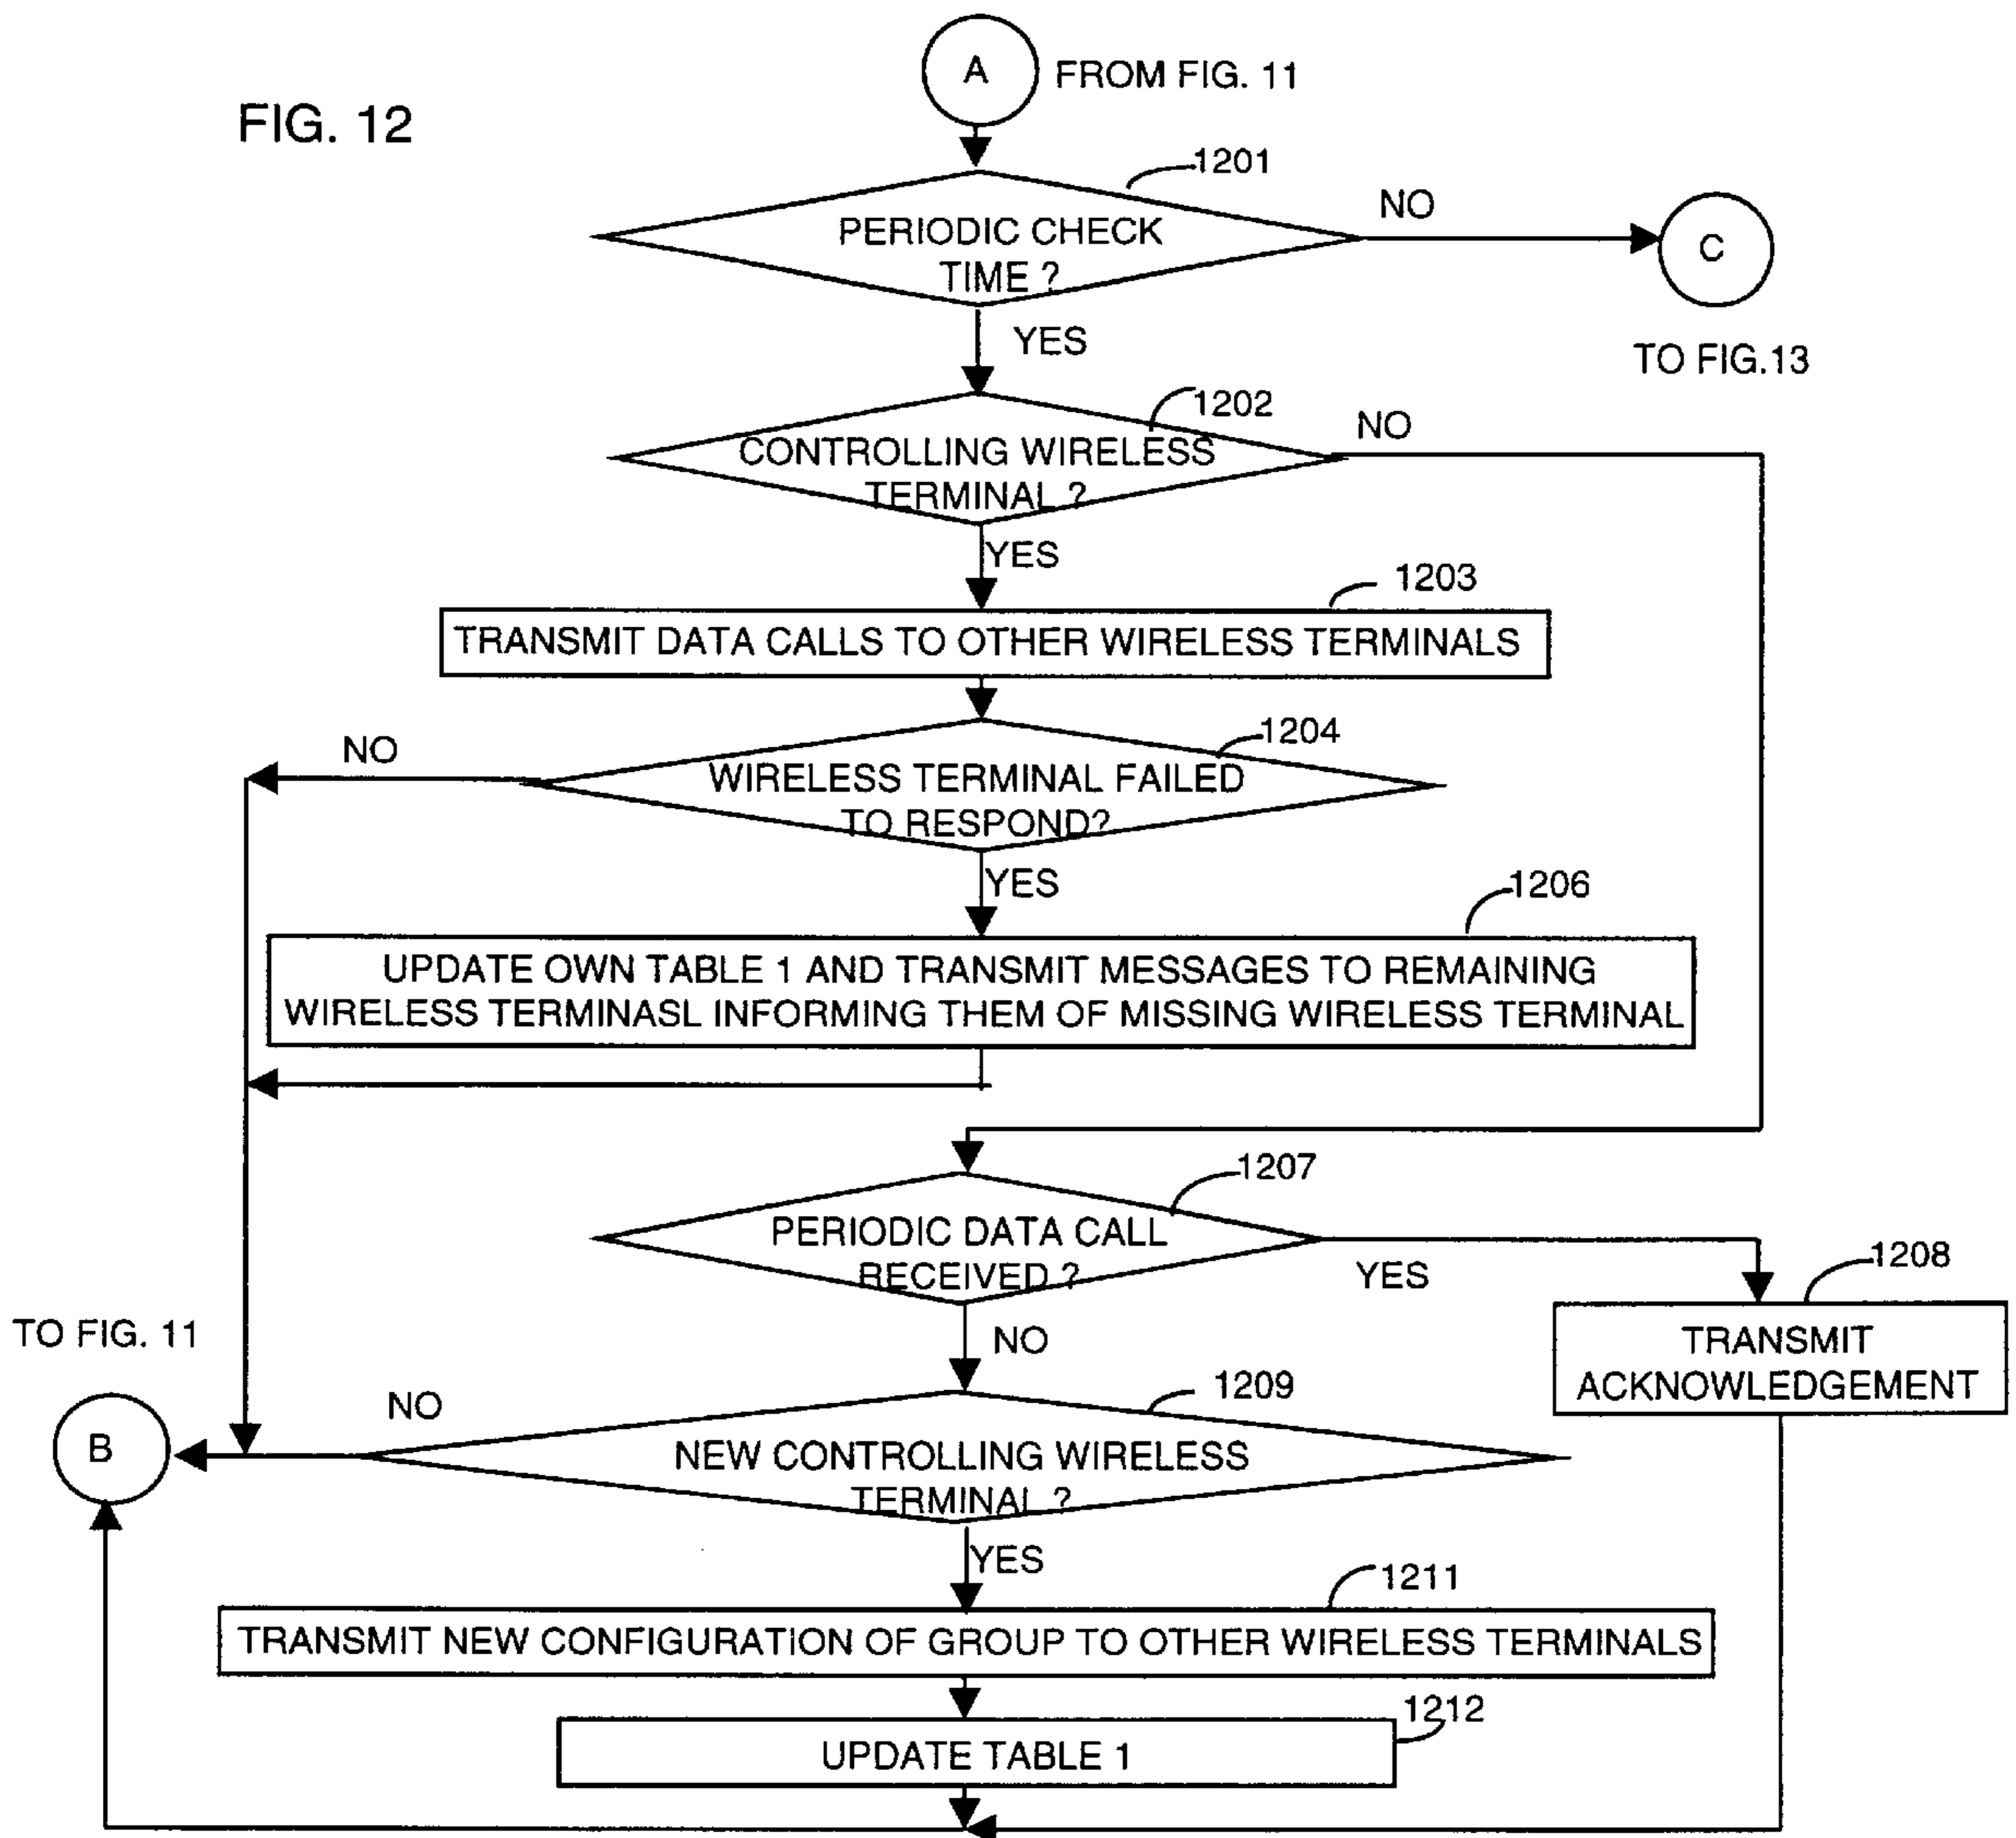 A
FROM FIG. 11
FIG. 12
1201
PERIODIC CHECK
TIME ?
NO
C
TO FIG.13
YES
1202
CONTROLLING WIRELESS
TERMINAL ?
NO
YES
1203
TRANSMIT DATA CALLS TO OTHER WIRELESS TERMINALS
1204
NO
WIRELESS TERMINAL FAILED
TO RESPOND?
YES
1206
UPDATE OWN TABLE 1 AND TRANSMIT MESSAGES TO REMAINING
WIRELESS TERMINASL INFORMING THEM OF MISSING WIRELESS TERMINAL
1207
PERIODIC DATA CALL
RECEIVED ?
YES
1208
TRANSMIT
ACKNOWLEDGEMENT
NO
TO FIG. 11
B
NO
1209
NEW CONTROLLING WIRELESS
TERMINAL ?
YES
1211
TRANSMIT NEW CONFIGURATION OF GROUP TO OTHER WIRELESS TERMINALS
1212
UPDATE TABLE 1